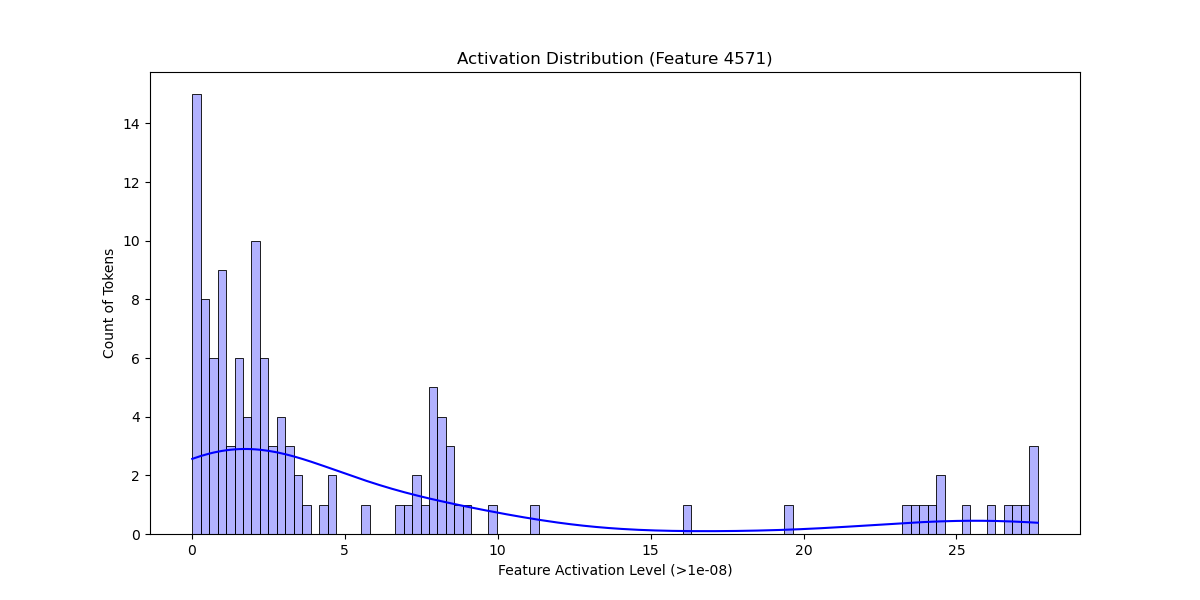 Activation Distribution (Feature 4571)
14
12
10
8
6
4
2
0
Count of Tokens
0 5 10 15 20 25
Feature Activation Level (>1e-08)